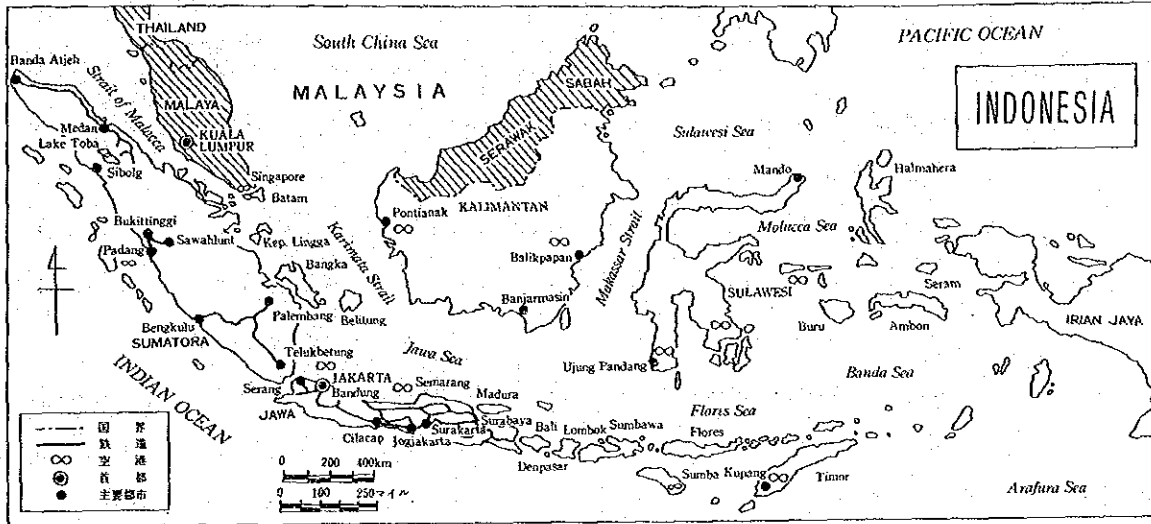 THAILAND
South China Sea
PACIFIC OCEAN
INDONESIA
Banda Atjeh
Strait of Malacca
MALAYSIA
SABAH
MALAYA
SERAWAK
Sulawesi Sea
Medan
KUALA
LUMPUR
Lake Toba
Sibolg
Singapore
Batam
Mando
Halmahera
Bukittinggi
Sawahlunt
Padang
Kep. Lingga
Bangka
Karimata Strait
Pontianak
KALIMANTAN
Balikpapan
Makassar Strait
Molucca Sea
Palembang
Belitung
Banjarmasin
SULAWESI
Buru
Seram
Ambon
IRIAN JAYA
Bengkulu
SUMATORA
Telukbetung
Jawa Sea
Ujung Pandang
Banda Sea
INDIAN OCEAN
Serang
JAKARTA
Bandung
Semarang
Madura
JAWA
Cilacap
Jogjakarta
Surakarta
Surabaya
Bali
Lombok
Sumbawa
Flores Sea
Flores
Denpasar
Sumba
Kupang
Timor
Arafura Sea
国界
鉄道
空港
首都
主要都市
0 200 400km
0 100 250マイル